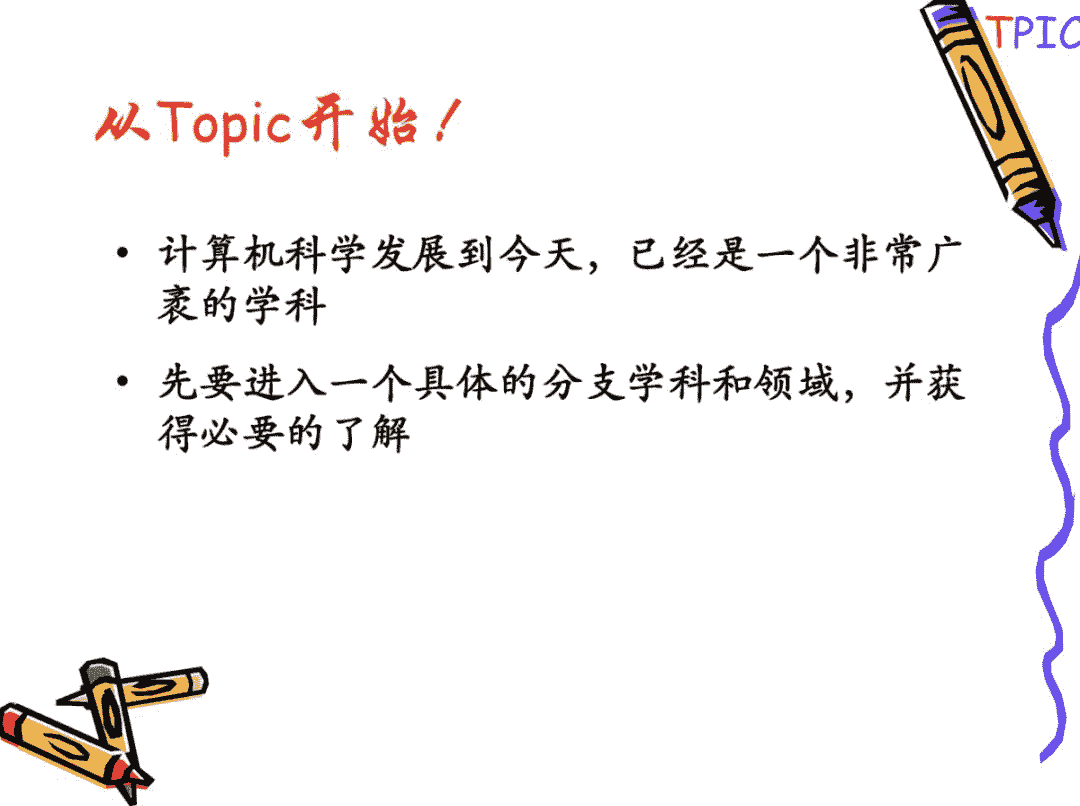 TPIC
从Topic开始！
• 计算机科学发展到今天，已经是一个非常广
袤的学科
• 先要进入一个具体的分支学科和领域，并获
得必要的了解